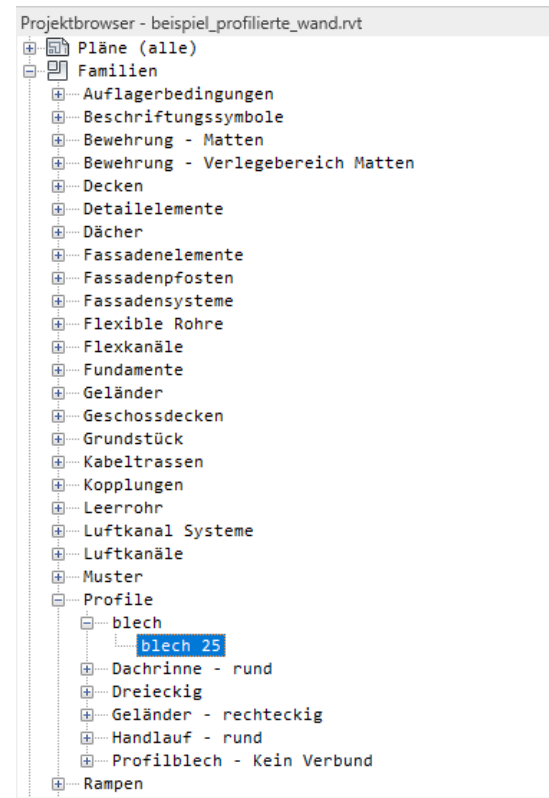 Projektbrowser - beispiel_profilierte_wand.rvt
Pläne (alle)
Familien
Auflagerbedingungen
Beschriftungssymbole
Bewehrung - Matten
Bewehrung - Verlegebereich Matten
Decken
Detailelemente
Dächer
Fassadenelemente
Fassadenpfosten
Fassadensysteme
Flexible Rohre
Flexkanäle
Fundamente
Geländer
Geschossdecken
Grundstück
Kabeltrassen
Kopplungen
Leerrohr
Luftkanal Systeme
Luftkanäle
Muster
Profile
blech
blech 25
Dachrinne - rund
Dreieckig
Geländer - rechteckig
Handlauf - rund
Profilblech - Kein Verbund
Rampen